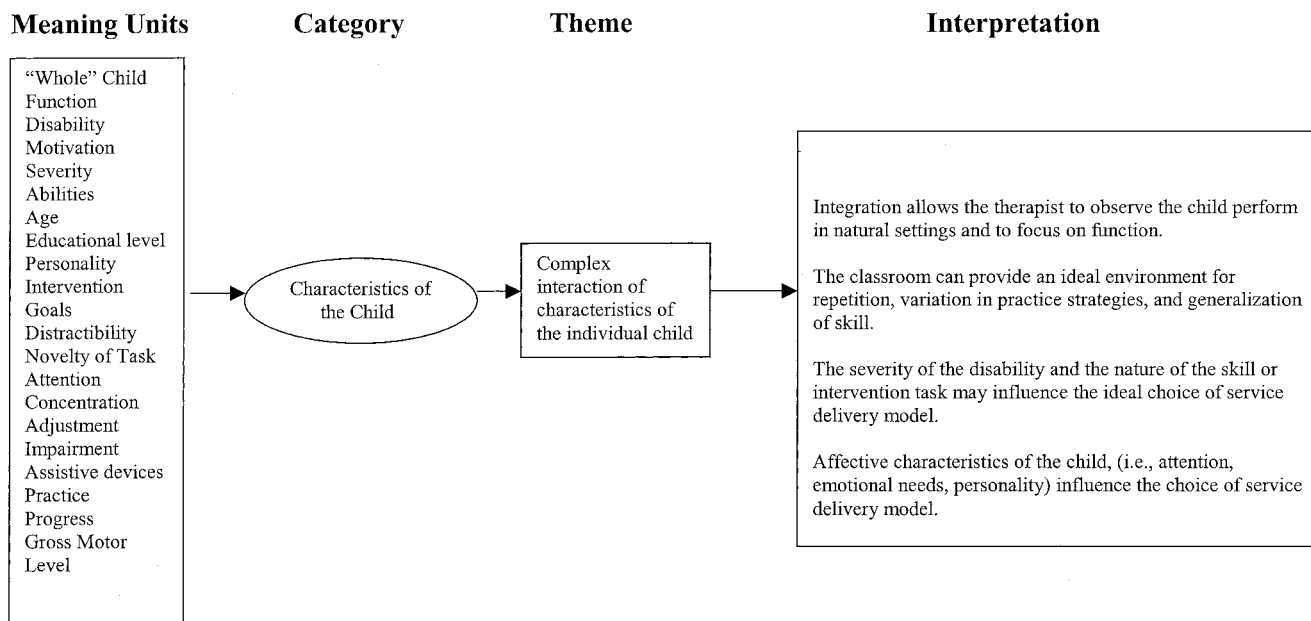 Meaning Units Category Theme Interpretation
“Whole” Child
Function
Disability
Motivation
Severity
Abilities
Age
Educational level
Personality
Intervention
Goals
Distractibility
Novelty of Task
Attention
Concentration
Adjustment
Impairment
Assistive devices
Practice
Progress
Gross Motor
Level
Characteristics of
the Child
Complex
interaction of
characteristics of
the individual child
Integration allows the therapist to observe the child perform
in natural settings and to focus on function.
The classroom can provide an ideal environment for
repetition, variation in practice strategies, and generalization
of skill.
The severity of the disability and the nature of the skill or
intervention task may influence the ideal choice of service
delivery model.
Affective characteristics of the child, (i.e., attention,
emotional needs, personality) influence the choice of service
delivery model.